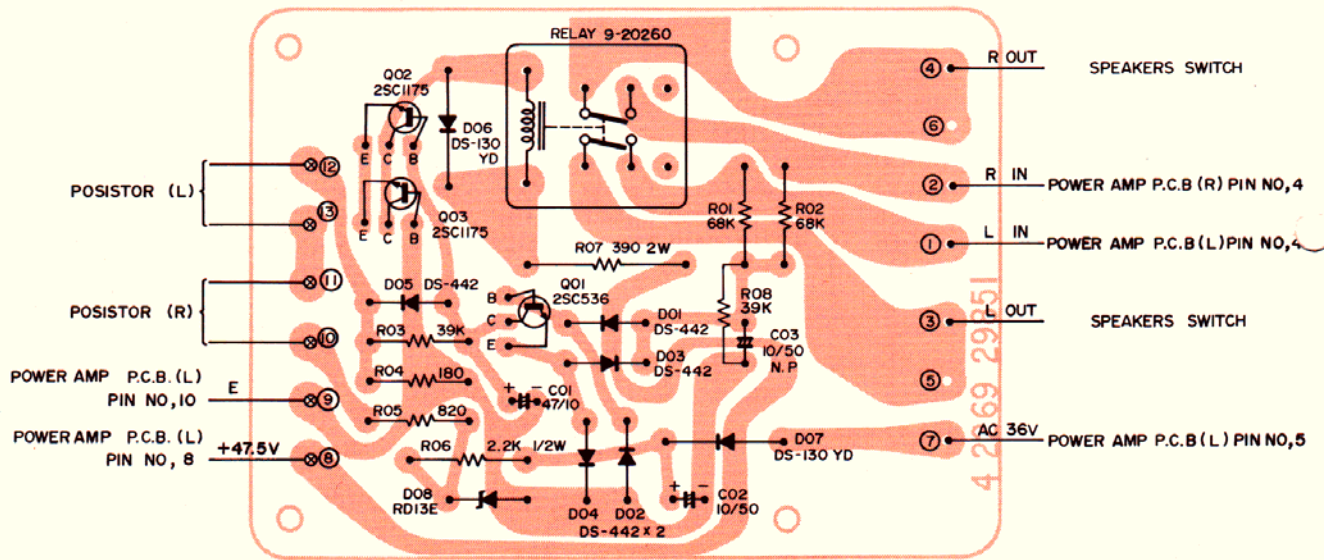 RELAY 9-20260
Q02
2SC1175
D06
DS-130
YD
E C B
Q03
2SC1175
E C B
POSISTOR (L)
12
13
POSISTOR (R)
11
10
POWER AMP P.C.B. (L)
PIN NO, 10
E
9
POWER AMP P.C.B. (L)
PIN NO, 8
+47.5V
8
D05 DS-442
R03 39K
R04 180
R05 820
R06 2.2K 1/2W
D08
RD13E
Q01
2SC536
B
C
E
R07 390 2W
R01
68K
R02
68K
R08
39K
C03
10/50
N.P
D01
DS-442
D03
DS-442
+ -
C01
47/10
D04 D02
DS-442 X 2
+ -
C02
10/50
D07
DS-130 YD
4 R OUT SPEAKERS SWITCH
6
2 R IN POWER AMP P.C.B (R) PIN NO,4
1 L IN POWER AMP P.C.B (L) PIN NO,4
3 L OUT SPEAKERS SWITCH
5
7 AC 36V POWER AMP P.C.B (L) PIN NO,5